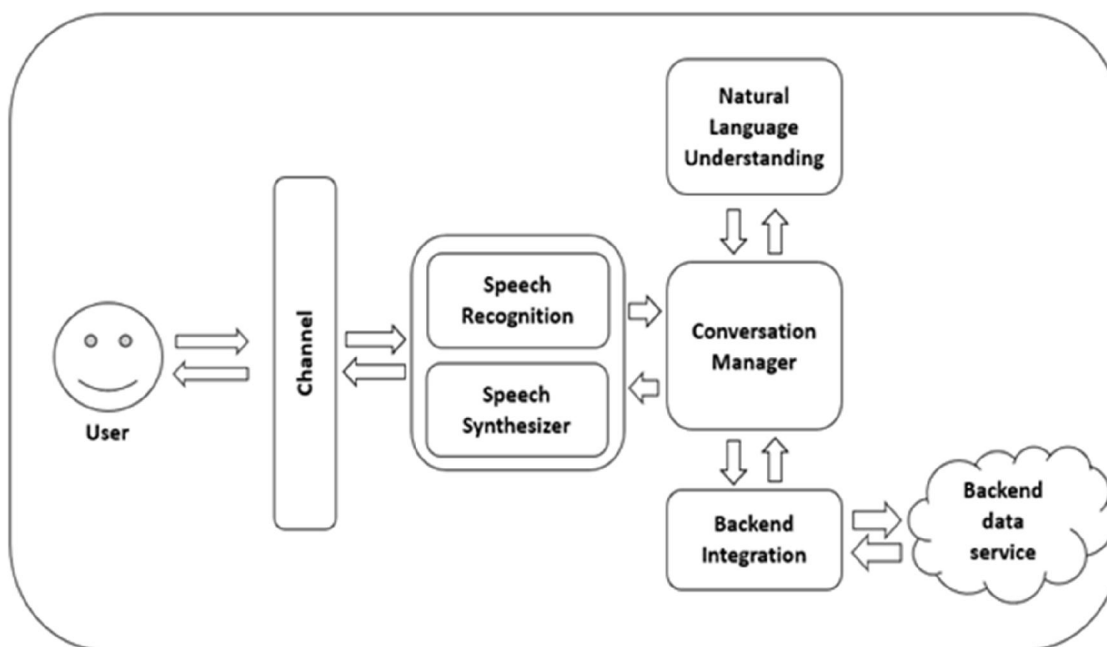 Natural
Language
Understanding
Channel
Speech
Recognition
Conversation
Manager
Speech
Synthesizer
User
Backend
Integration
Backend
data
service